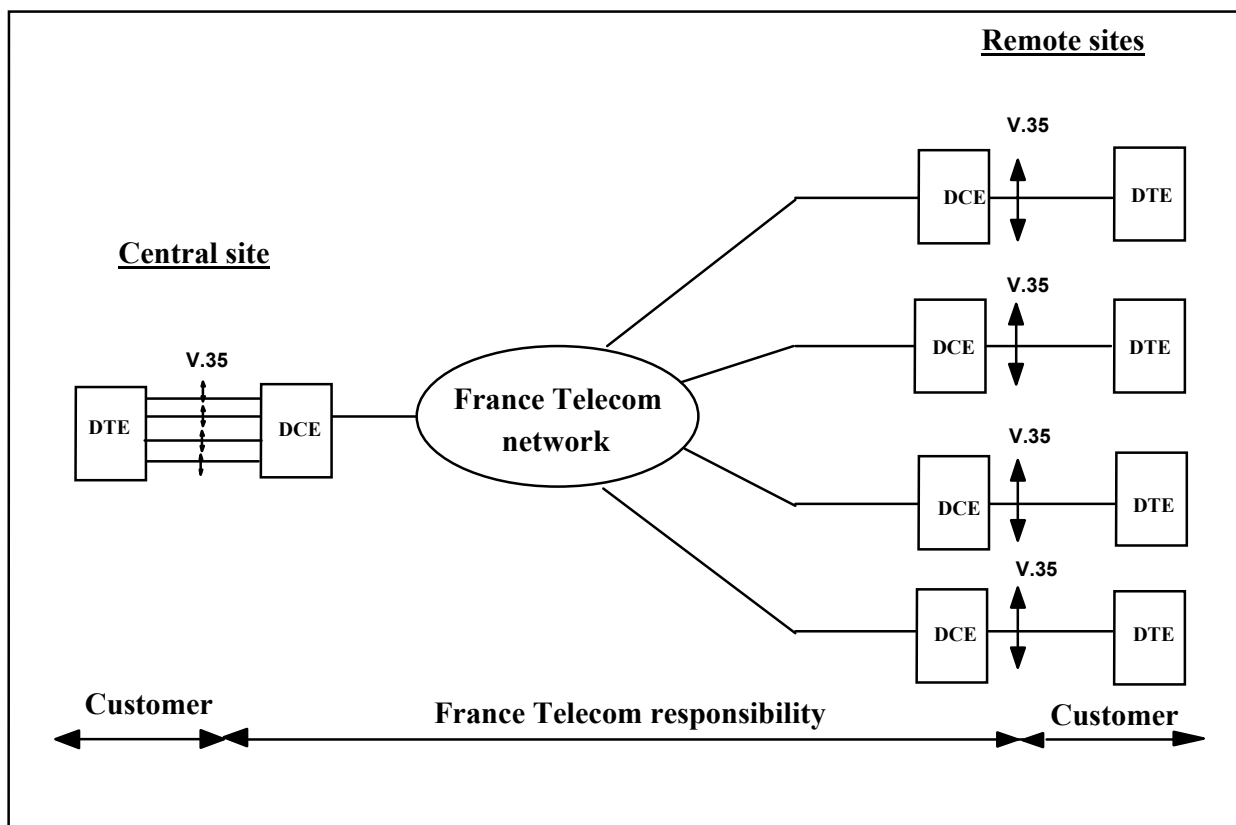 Remote sites
V.35
DCE
DTE
Central site
V.35
DCE
DTE
V.35
DTE
DCE
France Telecom
network
V.35
DCE
DTE
V.35
DCE
DTE
Customer
France Telecom responsibility
Customer